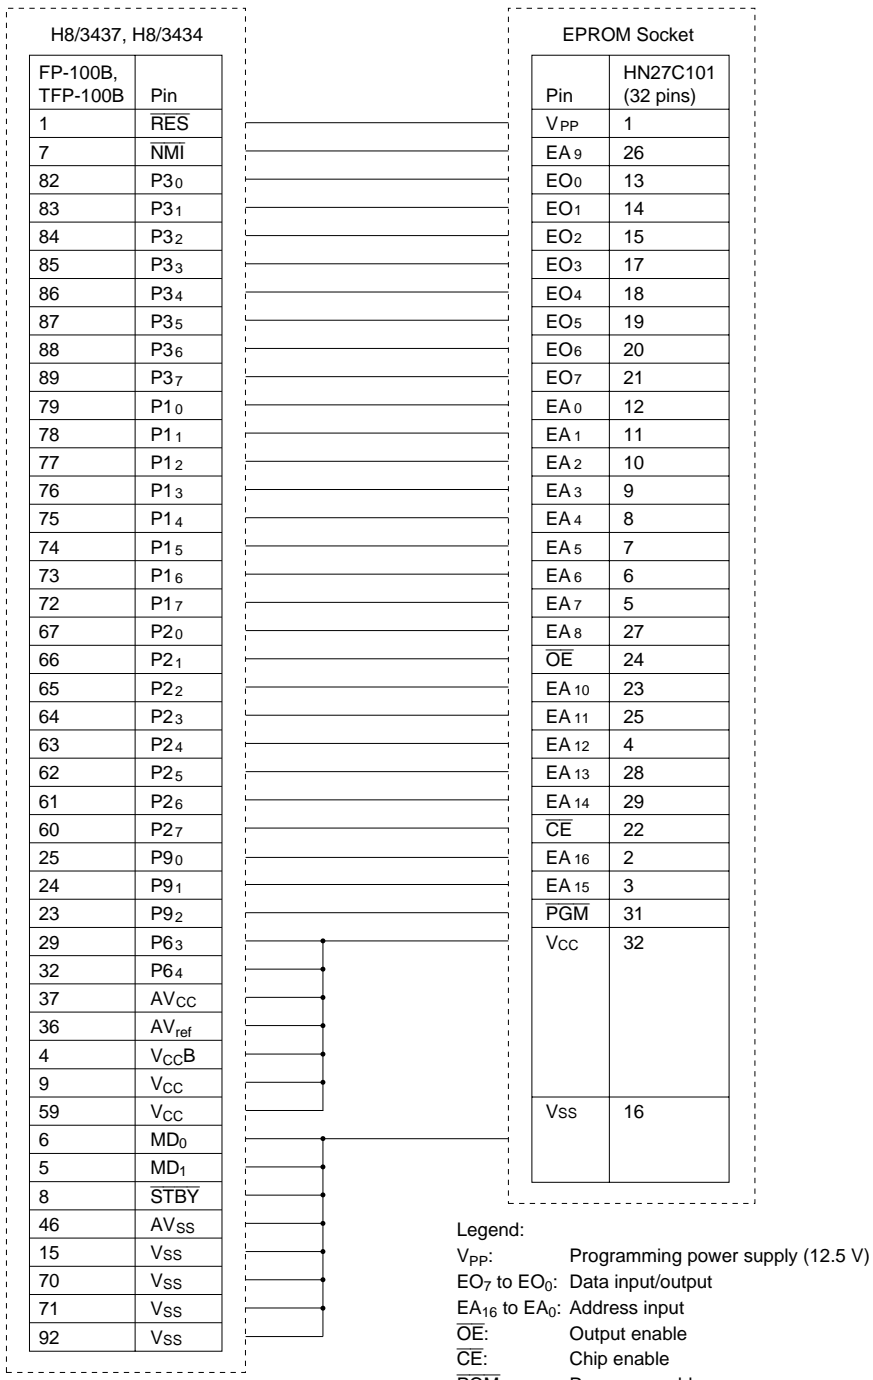 H8/3437, H8/3434
FP-100B,
TFP-100B Pin
1 R̅E̅S̅
7 N̅M̅I̅
82 P3₀
83 P3₁
84 P3₂
85 P3₃
86 P3₄
87 P3₅
88 P3₆
89 P3₇
79 P1₀
78 P1₁
77 P1₂
76 P1₃
75 P1₄
74 P1₅
73 P1₆
72 P1₇
67 P2₀
66 P2₁
65 P2₂
64 P2₃
63 P2₄
62 P2₅
61 P2₆
60 P2₇
25 P9₀
24 P9₁
23 P9₂
29 P6₃
32 P6₄
37 AVCC
36 AVref
4 VCCB
9 VCC
59 VCC
6 MD₀
5 MD₁
8 S̅T̅B̅Y̅
46 AVSS
15 VSS
70 VSS
71 VSS
92 VSS
EPROM Socket
HN27C101
Pin (32 pins)
VPP 1
EA₉ 26
EO₀ 13
EO₁ 14
EO₂ 15
EO₃ 17
EO₄ 18
EO₅ 19
EO₆ 20
EO₇ 21
EA₀ 12
EA₁ 11
EA₂ 10
EA₃ 9
EA₄ 8
EA₅ 7
EA₆ 6
EA₇ 5
EA₈ 27
O̅E̅ 24
EA₁₀ 23
EA₁₁ 25
EA₁₂ 4
EA₁₃ 28
EA₁₄ 29
C̅E̅ 22
EA₁₆ 2
EA₁₅ 3
P̅G̅M̅ 31
VCC 32
VSS 16
Legend:
VPP: Programming power supply (12.5 V)
EO₇ to EO₀: Data input/output
EA₁₆ to EA₀: Address input
O̅E̅: Output enable
C̅E̅: Chip enable